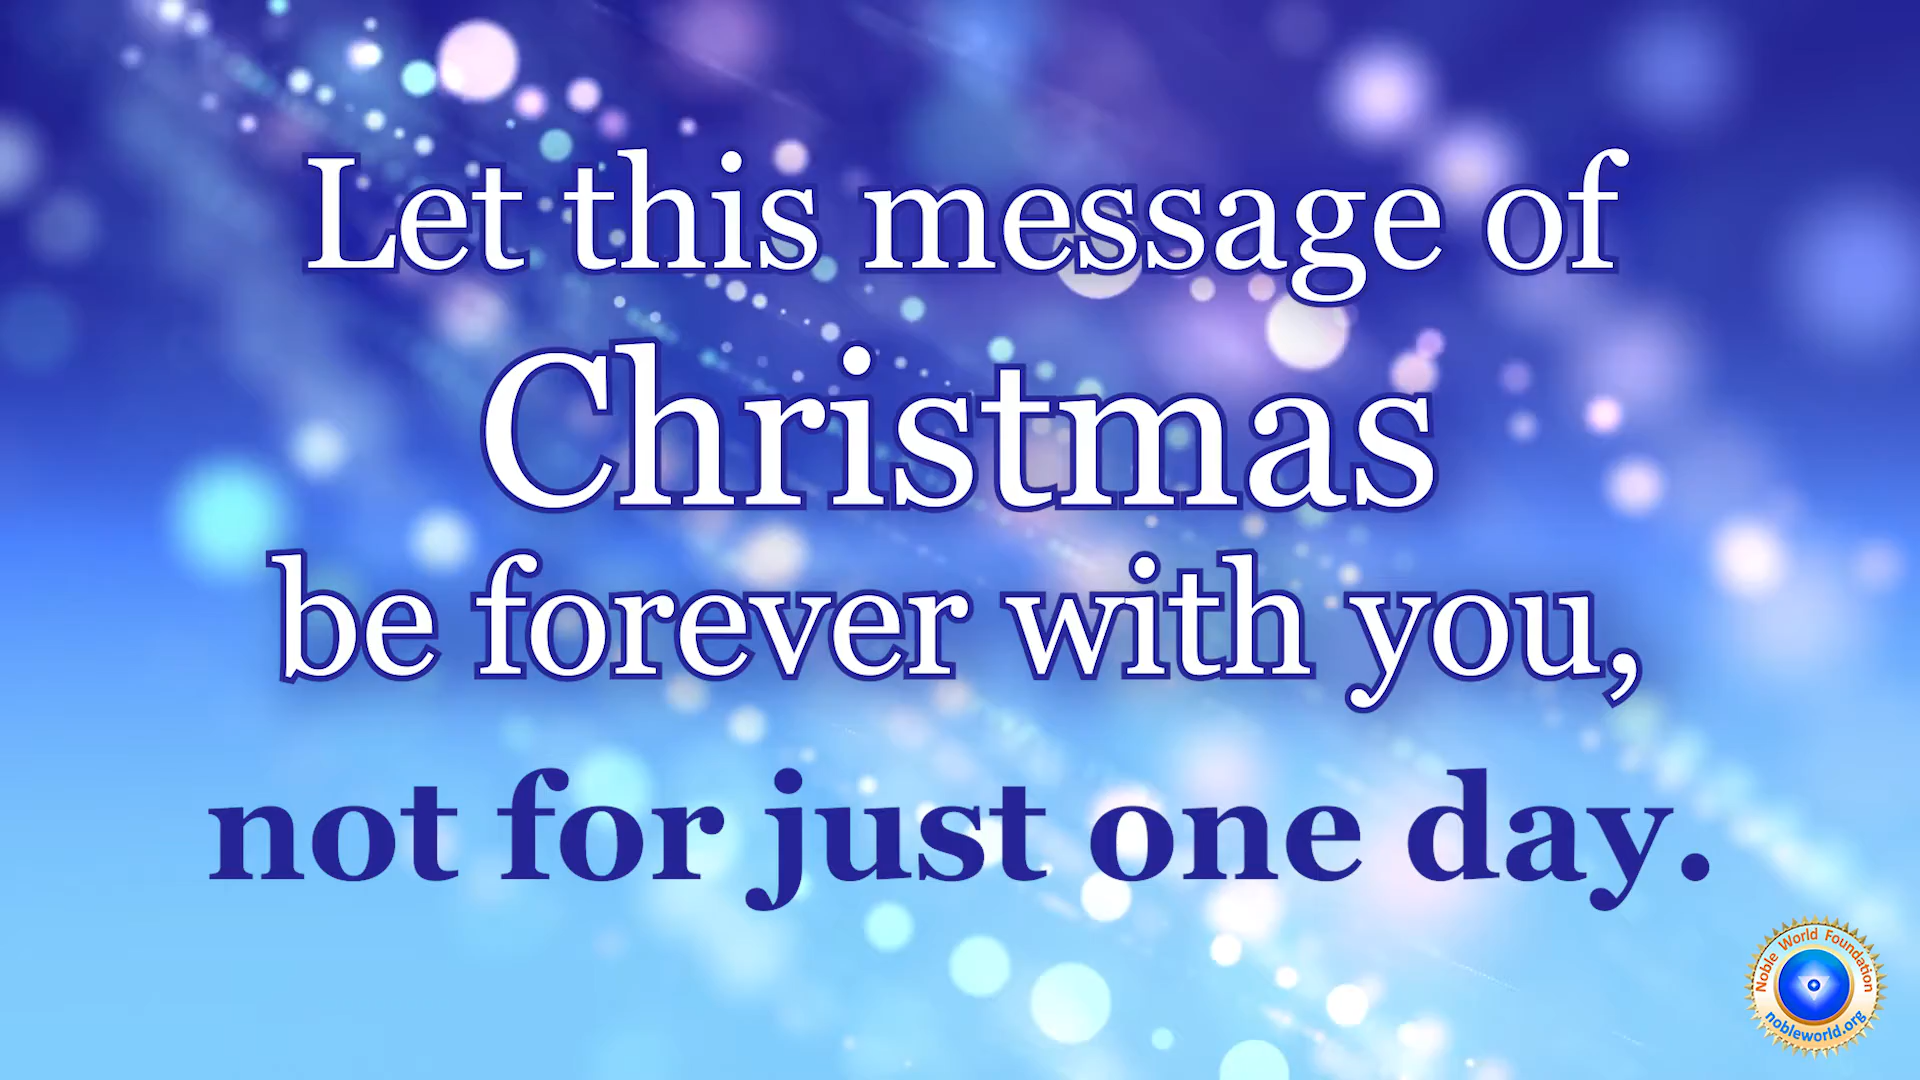 Let this message of
Christmas
be forever with you,
not for just one day.
Noble World Foundation
nobleworld.org